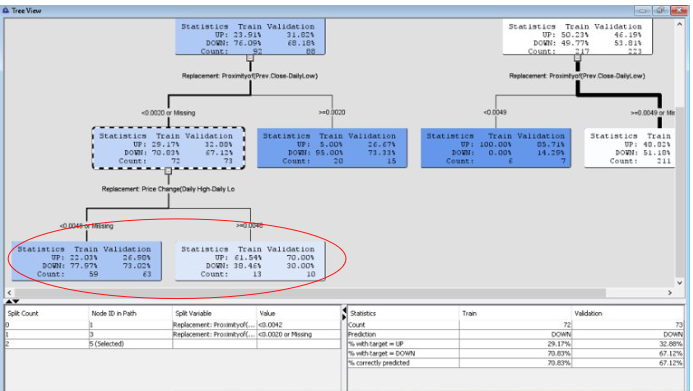 Tree View
Statistics Train Validation
UP: 23.91% 31.82%
DOWN: 76.09% 68.18%
Count: 92 88
Statistics Train Validation
UP: 50.23% 46.19%
DOWN: 49.77% 53.81%
Count: 217 223
Replacement: Proximityof(Prev.Close-DailyLow)
Replacement: Proximityof(Prev.Close-DailyLow)
<0.0020 or Missing
>=0.0020
<0.0049
>=0.0049 or Mis
Statistics Train Validation
UP: 29.17% 32.88%
DOWN: 70.83% 67.12%
Count: 72 73
Statistics Train Validation
UP: 5.00% 26.67%
DOWN: 95.00% 73.33%
Count: 20 15
Statistics Train Validation
UP: 100.00% 85.71%
DOWN: 0.00% 14.29%
Count: 6 7
Statistics Train
UP: 48.82%
DOWN: 51.18%
Count: 211
Replacement: Price Change(Daily High-Daily Lo
<0.0048 or Missing
>=0.0048
Statistics Train Validation
UP: 22.03% 26.98%
DOWN: 77.97% 73.02%
Count: 59 63
Statistics Train Validation
UP: 61.54% 70.00%
DOWN: 38.46% 30.00%
Count: 13 10
Split Count Node ID in Path Split Variable Value
0 1 Replacement: Proximityof(... <0.0042
1 3 Replacement: Proximityof(... <0.0020 or Missing
2 5 (Selected)
Statistics Train Validation
Count 72 73
Prediction DOWN DOWN
% with target = UP 29.17% 32.88%
% with target = DOWN 70.83% 67.12%
% correctly predicted 70.83% 67.12%